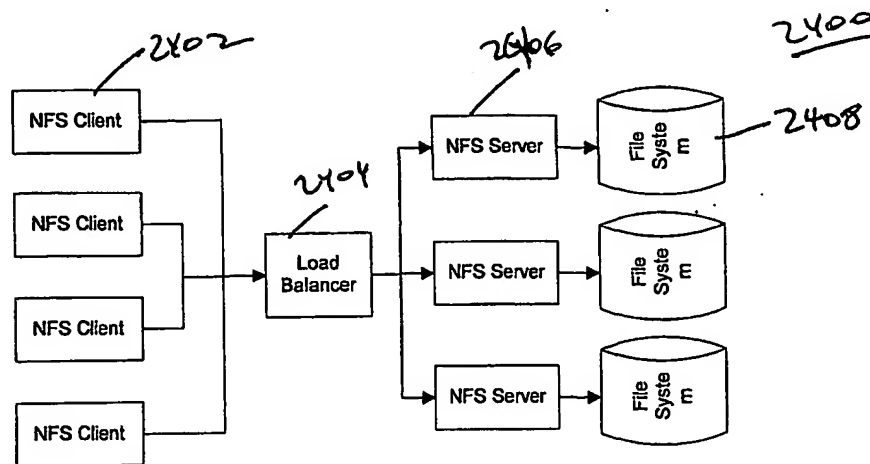 2400
2402
2406
2408
2404
NFS Client
NFS Client
NFS Client
NFS Client
Load
Balancer
NFS Server
NFS Server
NFS Server
File
Syste
m
File
Syste
m
File
Syste
m